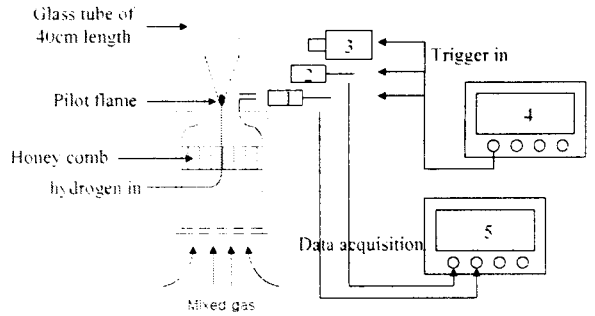 Glass tube of
40cm length
3
Trigger in
2
Pilot flame
4
Honey comb
hydrogen in
5
Data acquisition
Mixed gas